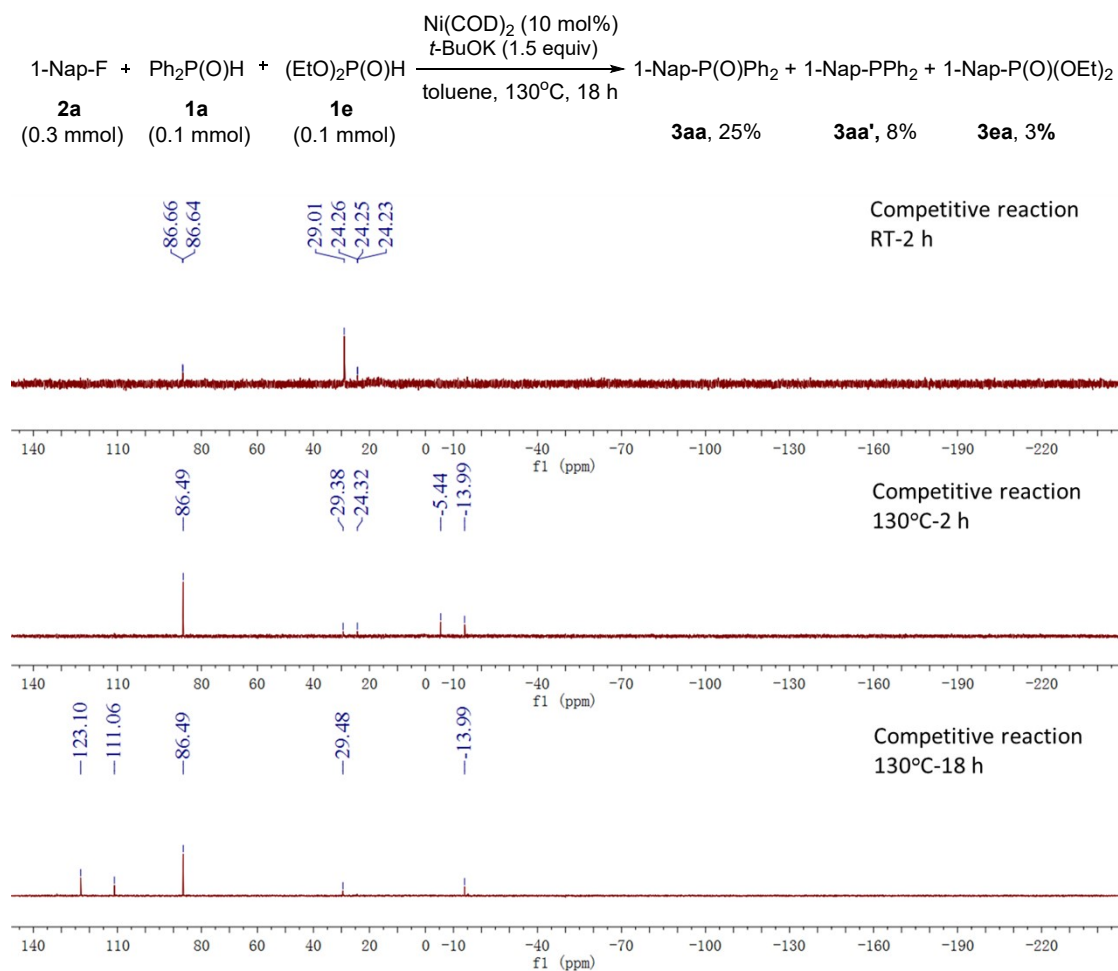 Ni(COD)2 (10 mol%)
t-BuOK (1.5 equiv)
1-Nap-F + Ph2P(O)H + (EtO)2P(O)H 1-Nap-P(O)Ph2 + 1-Nap-PPh2 + 1-Nap-P(O)(OEt)2
toluene, 130oC, 18 h
2a 1a 1e
(0.3 mmol) (0.1 mmol) (0.1 mmol)
3aa, 25% 3aa', 8% 3ea, 3%
86.66
86.64
29.01
24.26
24.25
24.23
Competitive reaction
RT-2 h
140 110 80 60 40 20 0 -10 -40 -70 -100 -130 -160 -190 -220
f1 (ppm)
86.49
29.38
24.32
-5.44
-13.99
Competitive reaction
130oC-2 h
140 110 80 60 40 20 0 -10 -40 -70 -100 -130 -160 -190 -220
f1 (ppm)
123.10
111.06
86.49
29.48
-13.99
Competitive reaction
130oC-18 h
140 110 80 60 40 20 0 -10 -40 -70 -100 -130 -160 -190 -220
f1 (ppm)